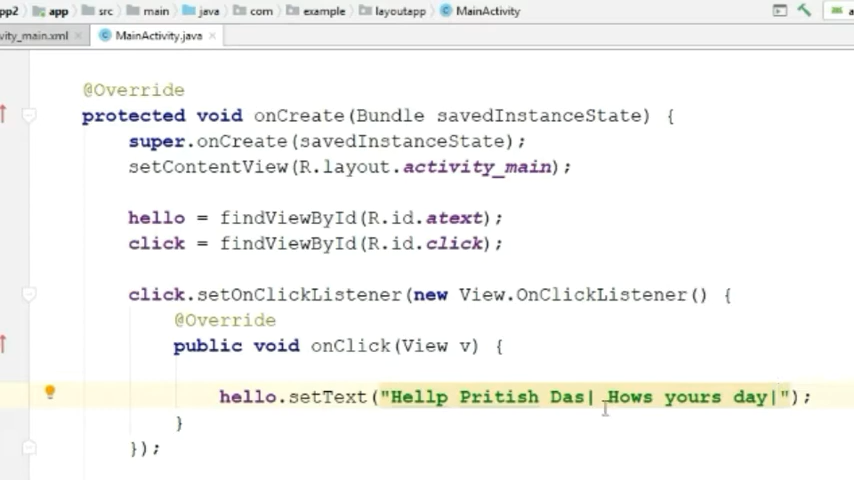 pp2 app src main java com example layoutapp MainActivity
vity_main.xml MainActivity.java
@Override
protected void onCreate(Bundle savedInstanceState) {
super.onCreate(savedInstanceState);
setContentView(R.layout.activity_main);
hello = findViewById(R.id.atext);
click = findViewById(R.id.click);
click.setOnClickListener(new View.OnClickListener() {
@Override
public void onClick(View v) {
hello.setText("Hellp Pritish Das| Hows yours day|");
}
});